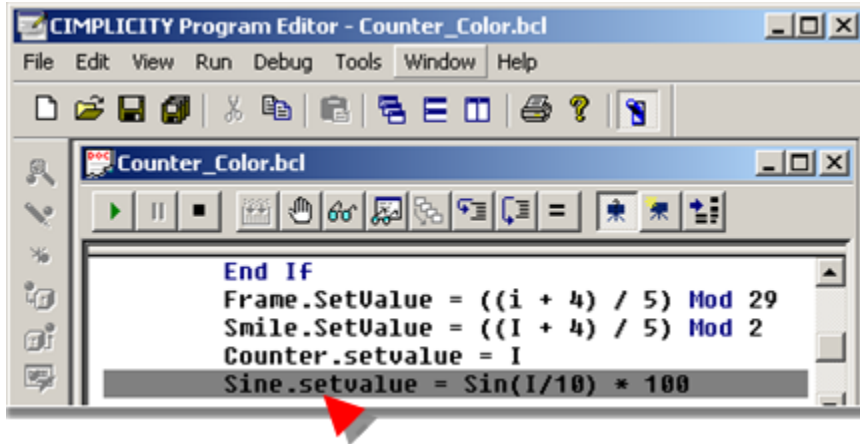 CIMPLICITY Program Editor - Counter_Color.bcl
File Edit View Run Debug Tools Window Help
Counter_Color.bcl
End If
Frame.SetValue = ((i + 4) / 5) Mod 29
Smile.SetValue = ((I + 4) / 5) Mod 2
Counter.setvalue = I
Sine.setvalue = Sin(I/10) * 100